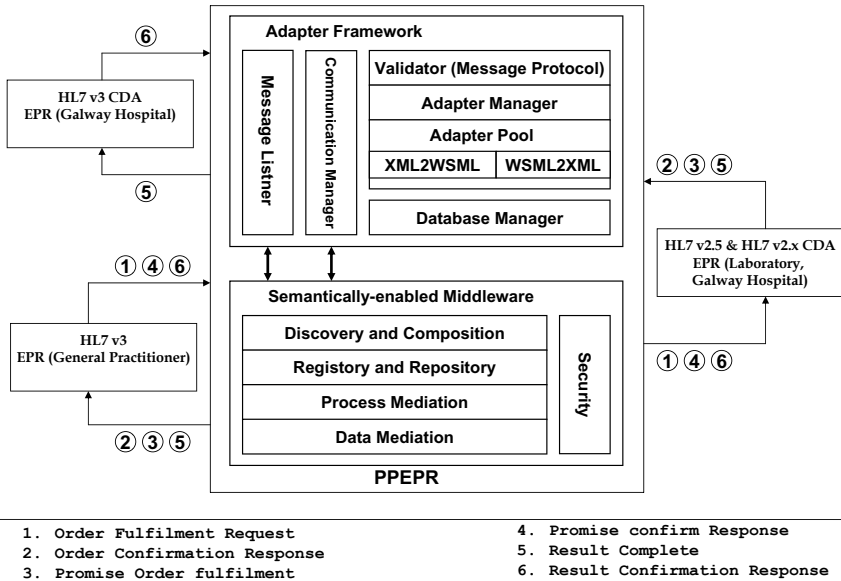 Adapter Framework
Message Listner
Communication Manager
Validator (Message Protocol)
Adapter Manager
Adapter Pool
XML2WSML
WSML2XML
Database Manager
6
HL7 v3 CDA
EPR (Galway Hospital)
5
1 4 6
HL7 v3
EPR (General Practitioner)
2 3 5
Semantically-enabled Middleware
Discovery and Composition
Registory and Repository
Process Mediation
Data Mediation
Security
PPEPR
2 3 5
HL7 v2.5 & HL7 v2.x CDA
EPR (Laboratory,
Galway Hospital)
1 4 6
1. Order Fulfilment Request
2. Order Confirmation Response
3. Promise Order fulfilment
4. Promise confirm Response
5. Result Complete
6. Result Confirmation Response